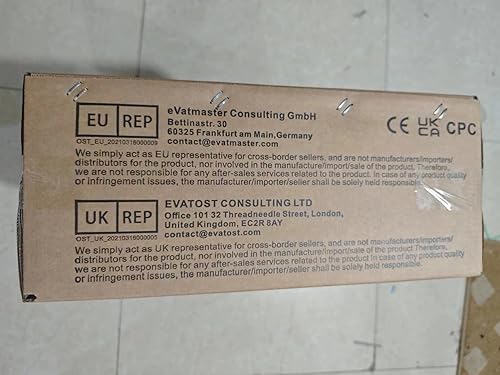 EU REP
eVatmaster Consulting GmbH
Bettinastr. 30
60325 Frankfurt am Main,Germany
contact@evatmaster.com
OST_EU_20210318000009
CE UK CA CPC
We simply act as EU representative for cross-border sellers, and are not manufacturers/importers/
distributors for the product, nor involved in the import/manufacture/sale of the product. Therefore,
we are not responsible for any after-sales services related to the product. In case of any product quality
or infringement issues, the manufacturer/importer/seller shall be solely held responsible.
UK REP
EVATOST CONSULTING LTD
Office 101 32 Threadneedle Street, London,
United Kingdom, EC2R 8AY
contact@evatost.com
OST_UK_20210316000005
We simply act as UK representative for cross-border sellers, and are not manufacturers/importers/
distributors for the product, nor involved in the import/manufacture/sale of the product Therefore,
we are not responsible for any after-sales services related to the product. In case of any product quality
or infringement issues, the manufacturer/importer/seller shall be solely held responsible.